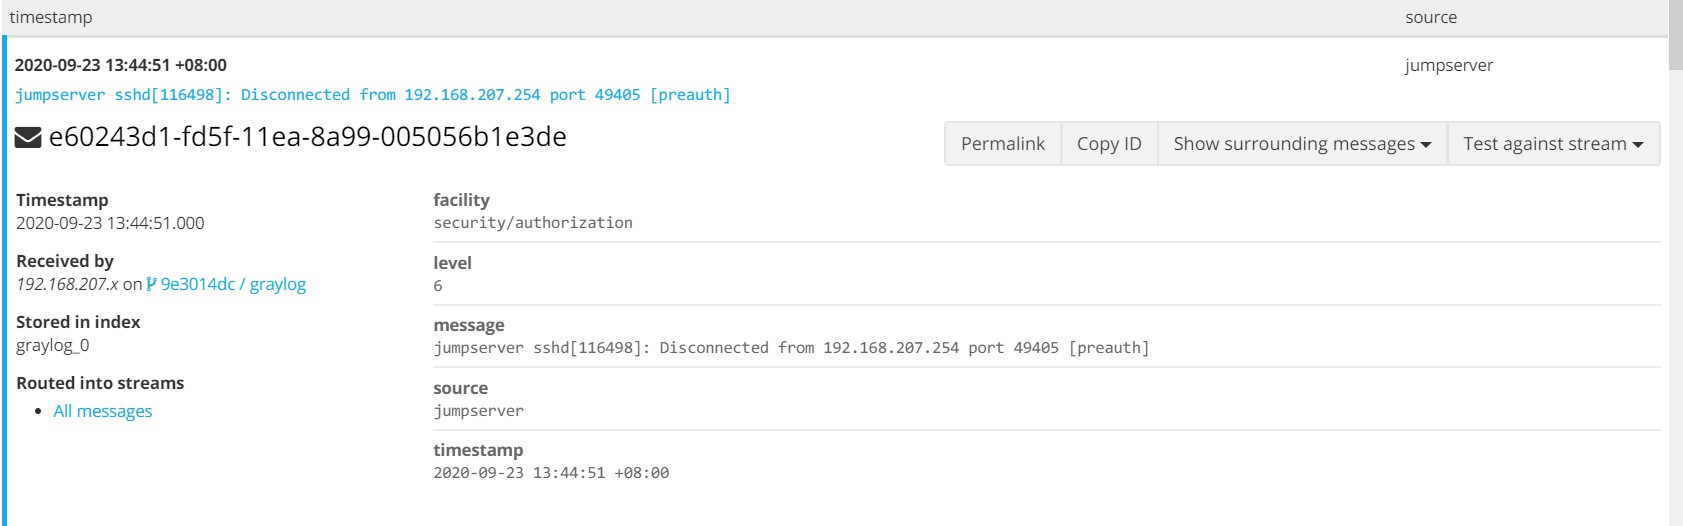 timestamp source
2020-09-23 13:44:51 +08:00 jumpserver
jumpserver sshd[116498]: Disconnected from 192.168.207.254 port 49405 [preauth]
e60243d1-fd5f-11ea-8a99-005056b1e3de
Permalink Copy ID Show surrounding messages Test against stream
Timestamp
2020-09-23 13:44:51.000
Received by
192.168.207.x on 9e3014dc / graylog
Stored in index
graylog_0
Routed into streams
All messages
facility
security/authorization
level
6
message
jumpserver sshd[116498]: Disconnected from 192.168.207.254 port 49405 [preauth]
source
jumpserver
timestamp
2020-09-23 13:44:51 +08:00